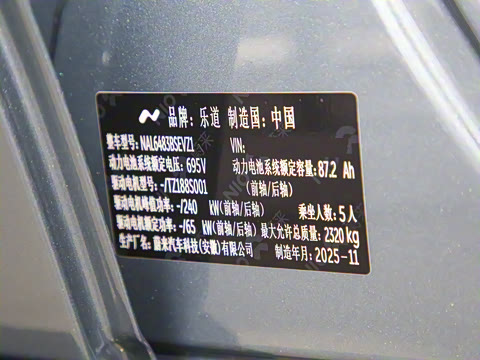 品牌：乐道 制造国：中国
整车型号：NAL6485BSEVZ1 VIN：
动力电池系统额定电压：695V 动力电池系统额定容量：87.2 Ah
驱动电机型号：-/TZ188S001 （前轴/后轴）
驱动电机峰值功率：-/240 kW(前轴/后轴) 乘坐人数：5人
驱动电机额定功率：-/65 kW(前轴/后轴) 最大允许总质量：2320 kg
生产厂名：蔚来汽车科技(安徽)有限公司 制造年月：2025-11